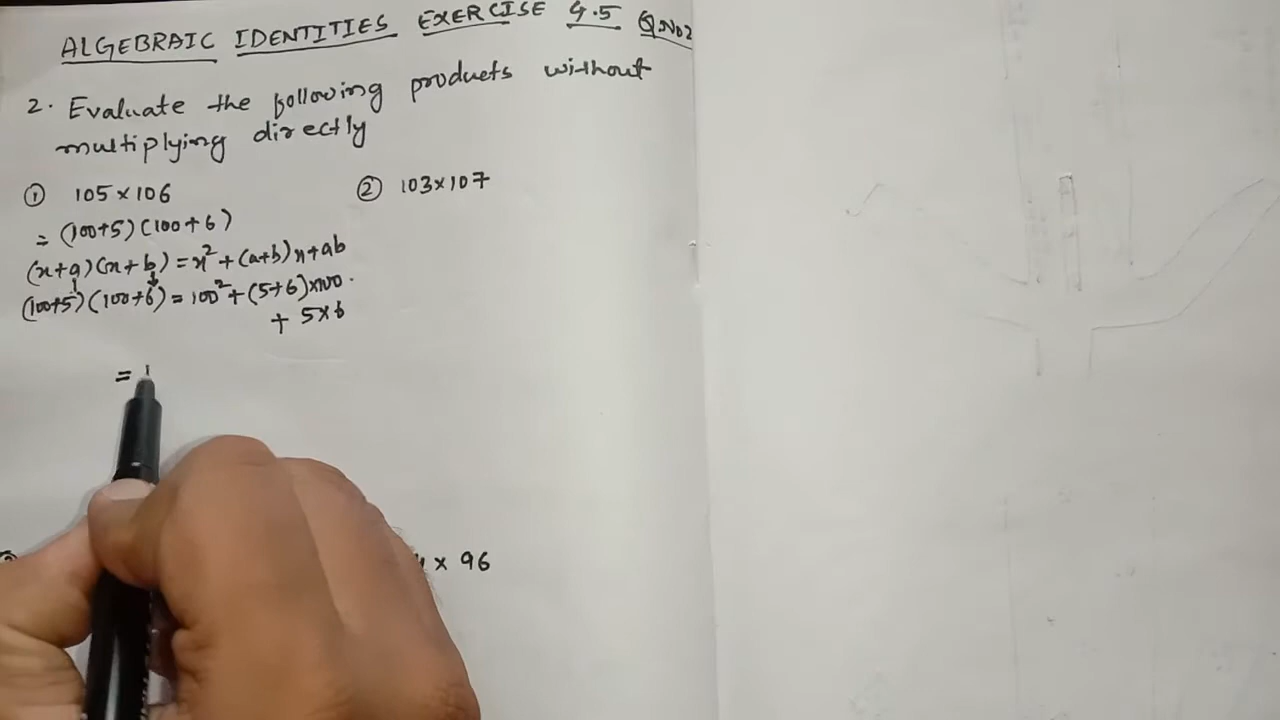 ALGEBRAIC IDENTITIES EXERCISE 4.5 Q.No2
2. Evaluate the following products without
multiplying directly
① 105 × 106
② 103×107
= (100+5) (100+6)
(x+a)(x+b) = x² + (a+b)x+ab
(100+5)(100+6) = 100² + (5+6)×100
+ 5×6
=
× 96